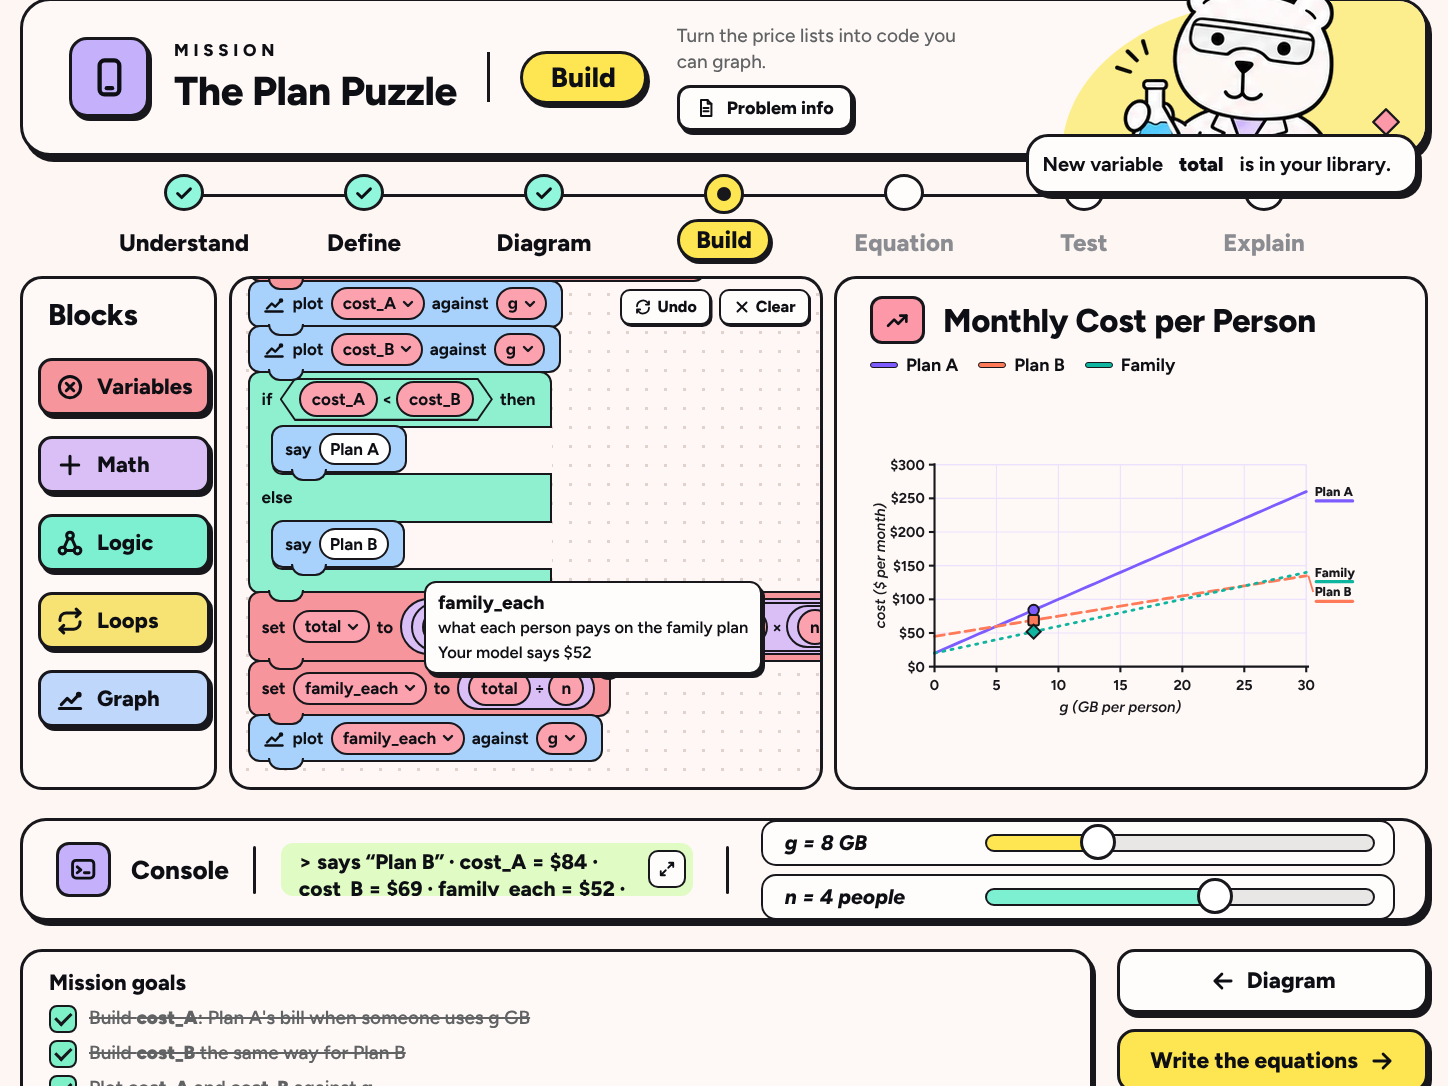 MISSION
The Plan Puzzle
Build
Turn the price lists into code you
can graph.
Problem info
New variable total is in your library.
Understand
Define
Diagram
Build
Equation
Test
Explain
Blocks
Variables
Math
Logic
Loops
Graph
plot cost_A against g
Undo
Clear
plot cost_B against g
if cost_A < cost_B then
say Plan A
else
say Plan B
set total to
× n
family_each
what each person pays on the family plan
Your model says $52
set family_each to total ÷ n
plot family_each against g
Monthly Cost per Person
Plan A
Plan B
Family
cost ($ per month)
$300
$250
$200
$150
$100
$50
$0
0
5
10
15
20
25
30
g (GB per person)
Plan A
Family
Plan B
Console
> says “Plan B” · cost_A = $84 ·
cost_B = $69 · family_each = $52 ·
g = 8 GB
n = 4 people
Mission goals
Build cost_A: Plan A's bill when someone uses g GB
Build cost_B the same way for Plan B
Plot cost_A and cost_B against g
Diagram
Write the equations